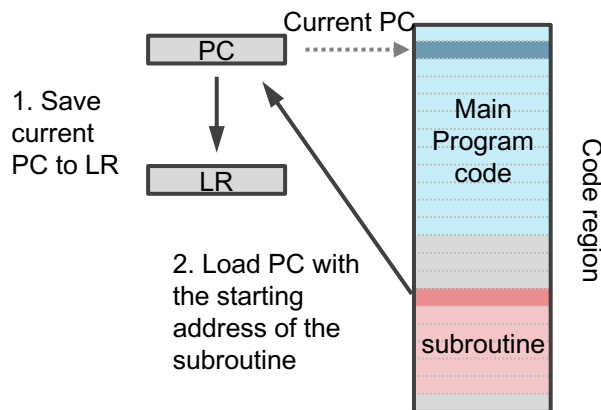 Current PC
PC
1. Save
current
PC to LR
LR
Main
Program
code
Code region
2. Load PC with
the starting
address of the
subroutine
subroutine